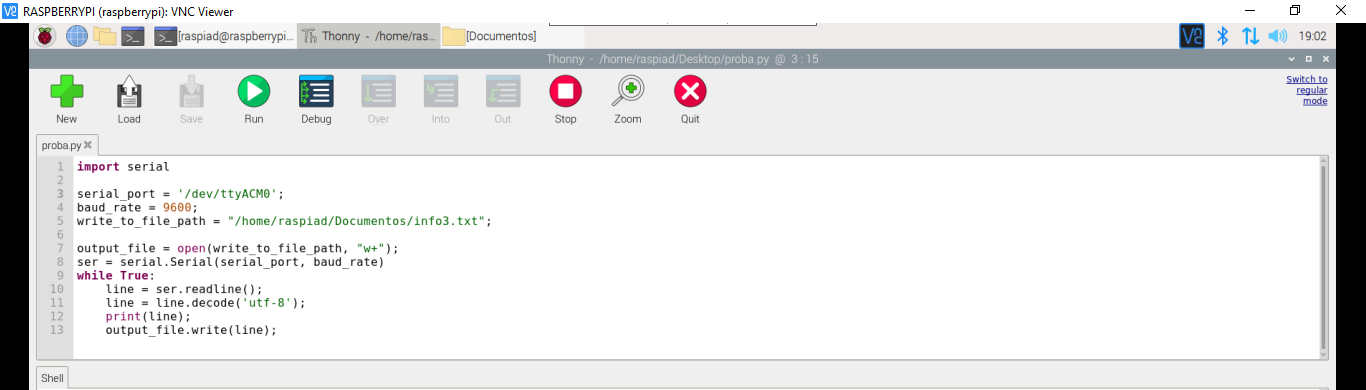 RASPBERRYPI (raspberrypi): VNC Viewer
[raspiad@raspberrypi... Thonny - /home/ras... [Documentos] 19:02
Thonny - /home/raspiad/Desktop/proba.py @ 3:15
New Load Save Run Debug Over Into Out Stop Zoom Quit
Switch to
regular
mode
proba.py
1 import serial
2
3 serial_port = '/dev/ttyACM0';
4 baud_rate = 9600;
5 write_to_file_path = "/home/raspiad/Documentos/info3.txt";
6
7 output_file = open(write_to_file_path, "w+");
8 ser = serial.Serial(serial_port, baud_rate)
9 while True:
10 line = ser.readline();
11 line = line.decode('utf-8');
12 print(line);
13 output_file.write(line);
Shell